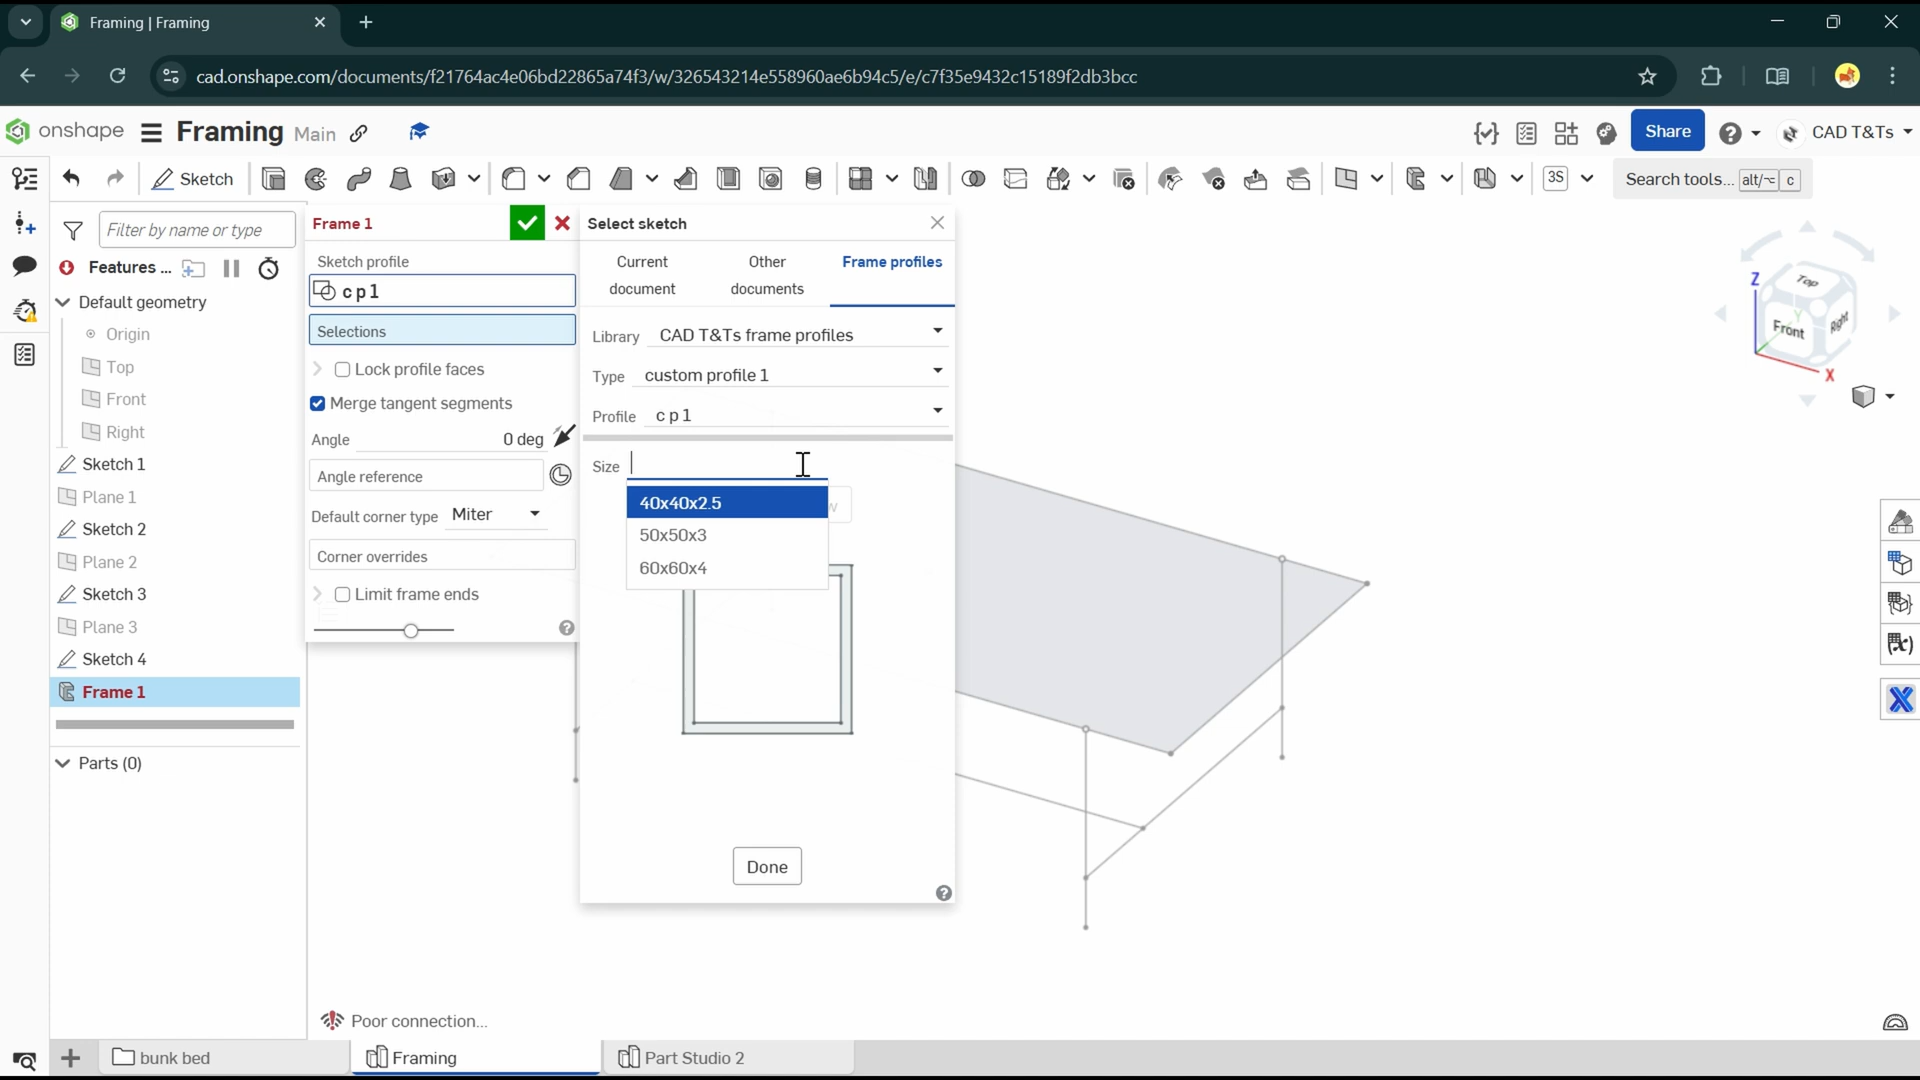 Framing | Framing
cad.onshape.com/documents/f21764ac4e06bd22865a74f3/w/326543214e558960ae6b94c5/e/c7f35e9432c15189f2db3bcc
onshape
Framing Main
Share
CAD T&Ts
Sketch
3S
Search tools... alt/⌥ c
Filter by name or type
Features ...
Default geometry
Origin
Top
Front
Right
Sketch 1
Plane 1
Sketch 2
Plane 2
Sketch 3
Plane 3
Sketch 4
Frame 1
Parts (0)
Frame 1
Sketch profile
c p 1
Selections
Lock profile faces
Merge tangent segments
Angle 0 deg
Angle reference
Default corner type Miter
Corner overrides
Limit frame ends
Select sketch
Current document
Other documents
Frame profiles
Library CAD T&Ts frame profiles
Type custom profile 1
Profile c p 1
Size
40x40x2.5
50x50x3
60x60x4
w
Done
Z
Top
Y
Front
Right
X
(x)
Poor connection...
bunk bed
Framing
Part Studio 2